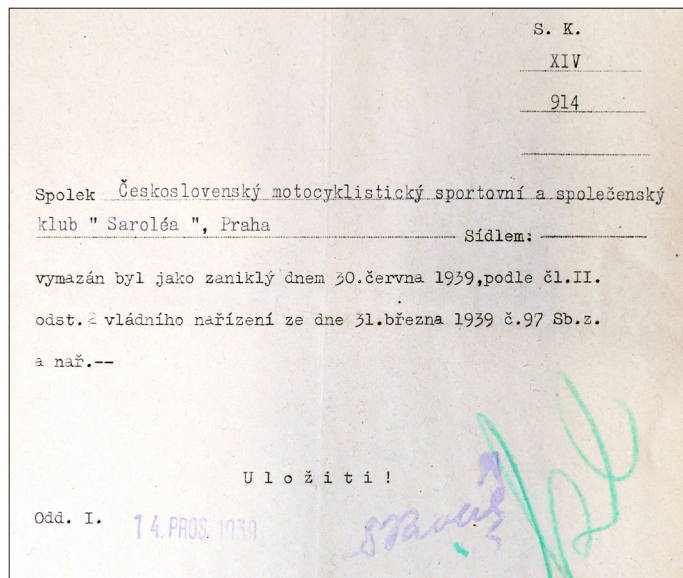 S. K.
XIV
914
Spolek Československý motocyklistický sportovní a společenský
klub " Saroléa ", Praha Sídlem:
vymazán byl jako zaniklý dnem 30.června 1939,podle čl.II.
odst.2 vládního nařízení ze dne 31.března 1939 č.97 Sb.z.
a nař.--
U l o ž i t i !
Odd. I. 14. PROS. 1939